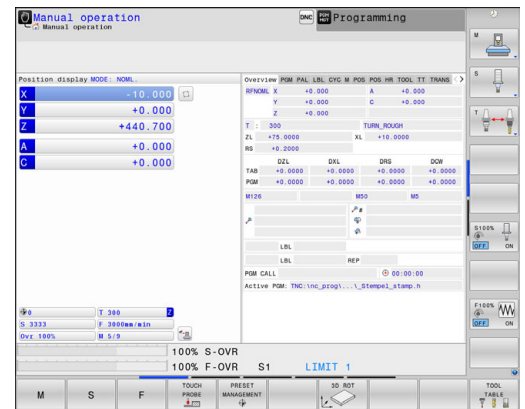 Manual operation
Manual operation
DNC
Programming
Position display MODE: NOML.
X -10.000
Y +0.000
Z +440.700
A +0.000
C +0.000
Overview PGM PAL LBL CYC M POS POS HR TOOL TT TRANS
RFNOML X +0.000 A +0.000
Y +0.000 C +0.000
Z +0.000
T : 300 TURN_ROUGH
ZL +75.0000 XL +10.0000
RS +0.2000
DZL DXL DRS DCW
TAB +0.0000 +0.0000 +0.0000 +0.0000
PGM +0.0000 +0.0000 +0.0000 +0.0000
M126 M50 M5
P #
P
LBL
LBL REP
PGM CALL 00:00:00
Active PGM: TNC:\nc_prog\...\_Stempel_stamp.h
0 T 300 Z
S 3333 F 3000mm/min
Ovr 100% M 5/9
100% S-OVR
100% F-OVR S1 LIMIT 1
M
S
T
S100%
OFF ON
F100%
OFF ON
M S F TOUCH PROBE PRESET MANAGEMENT 3D ROT TOOL TABLE